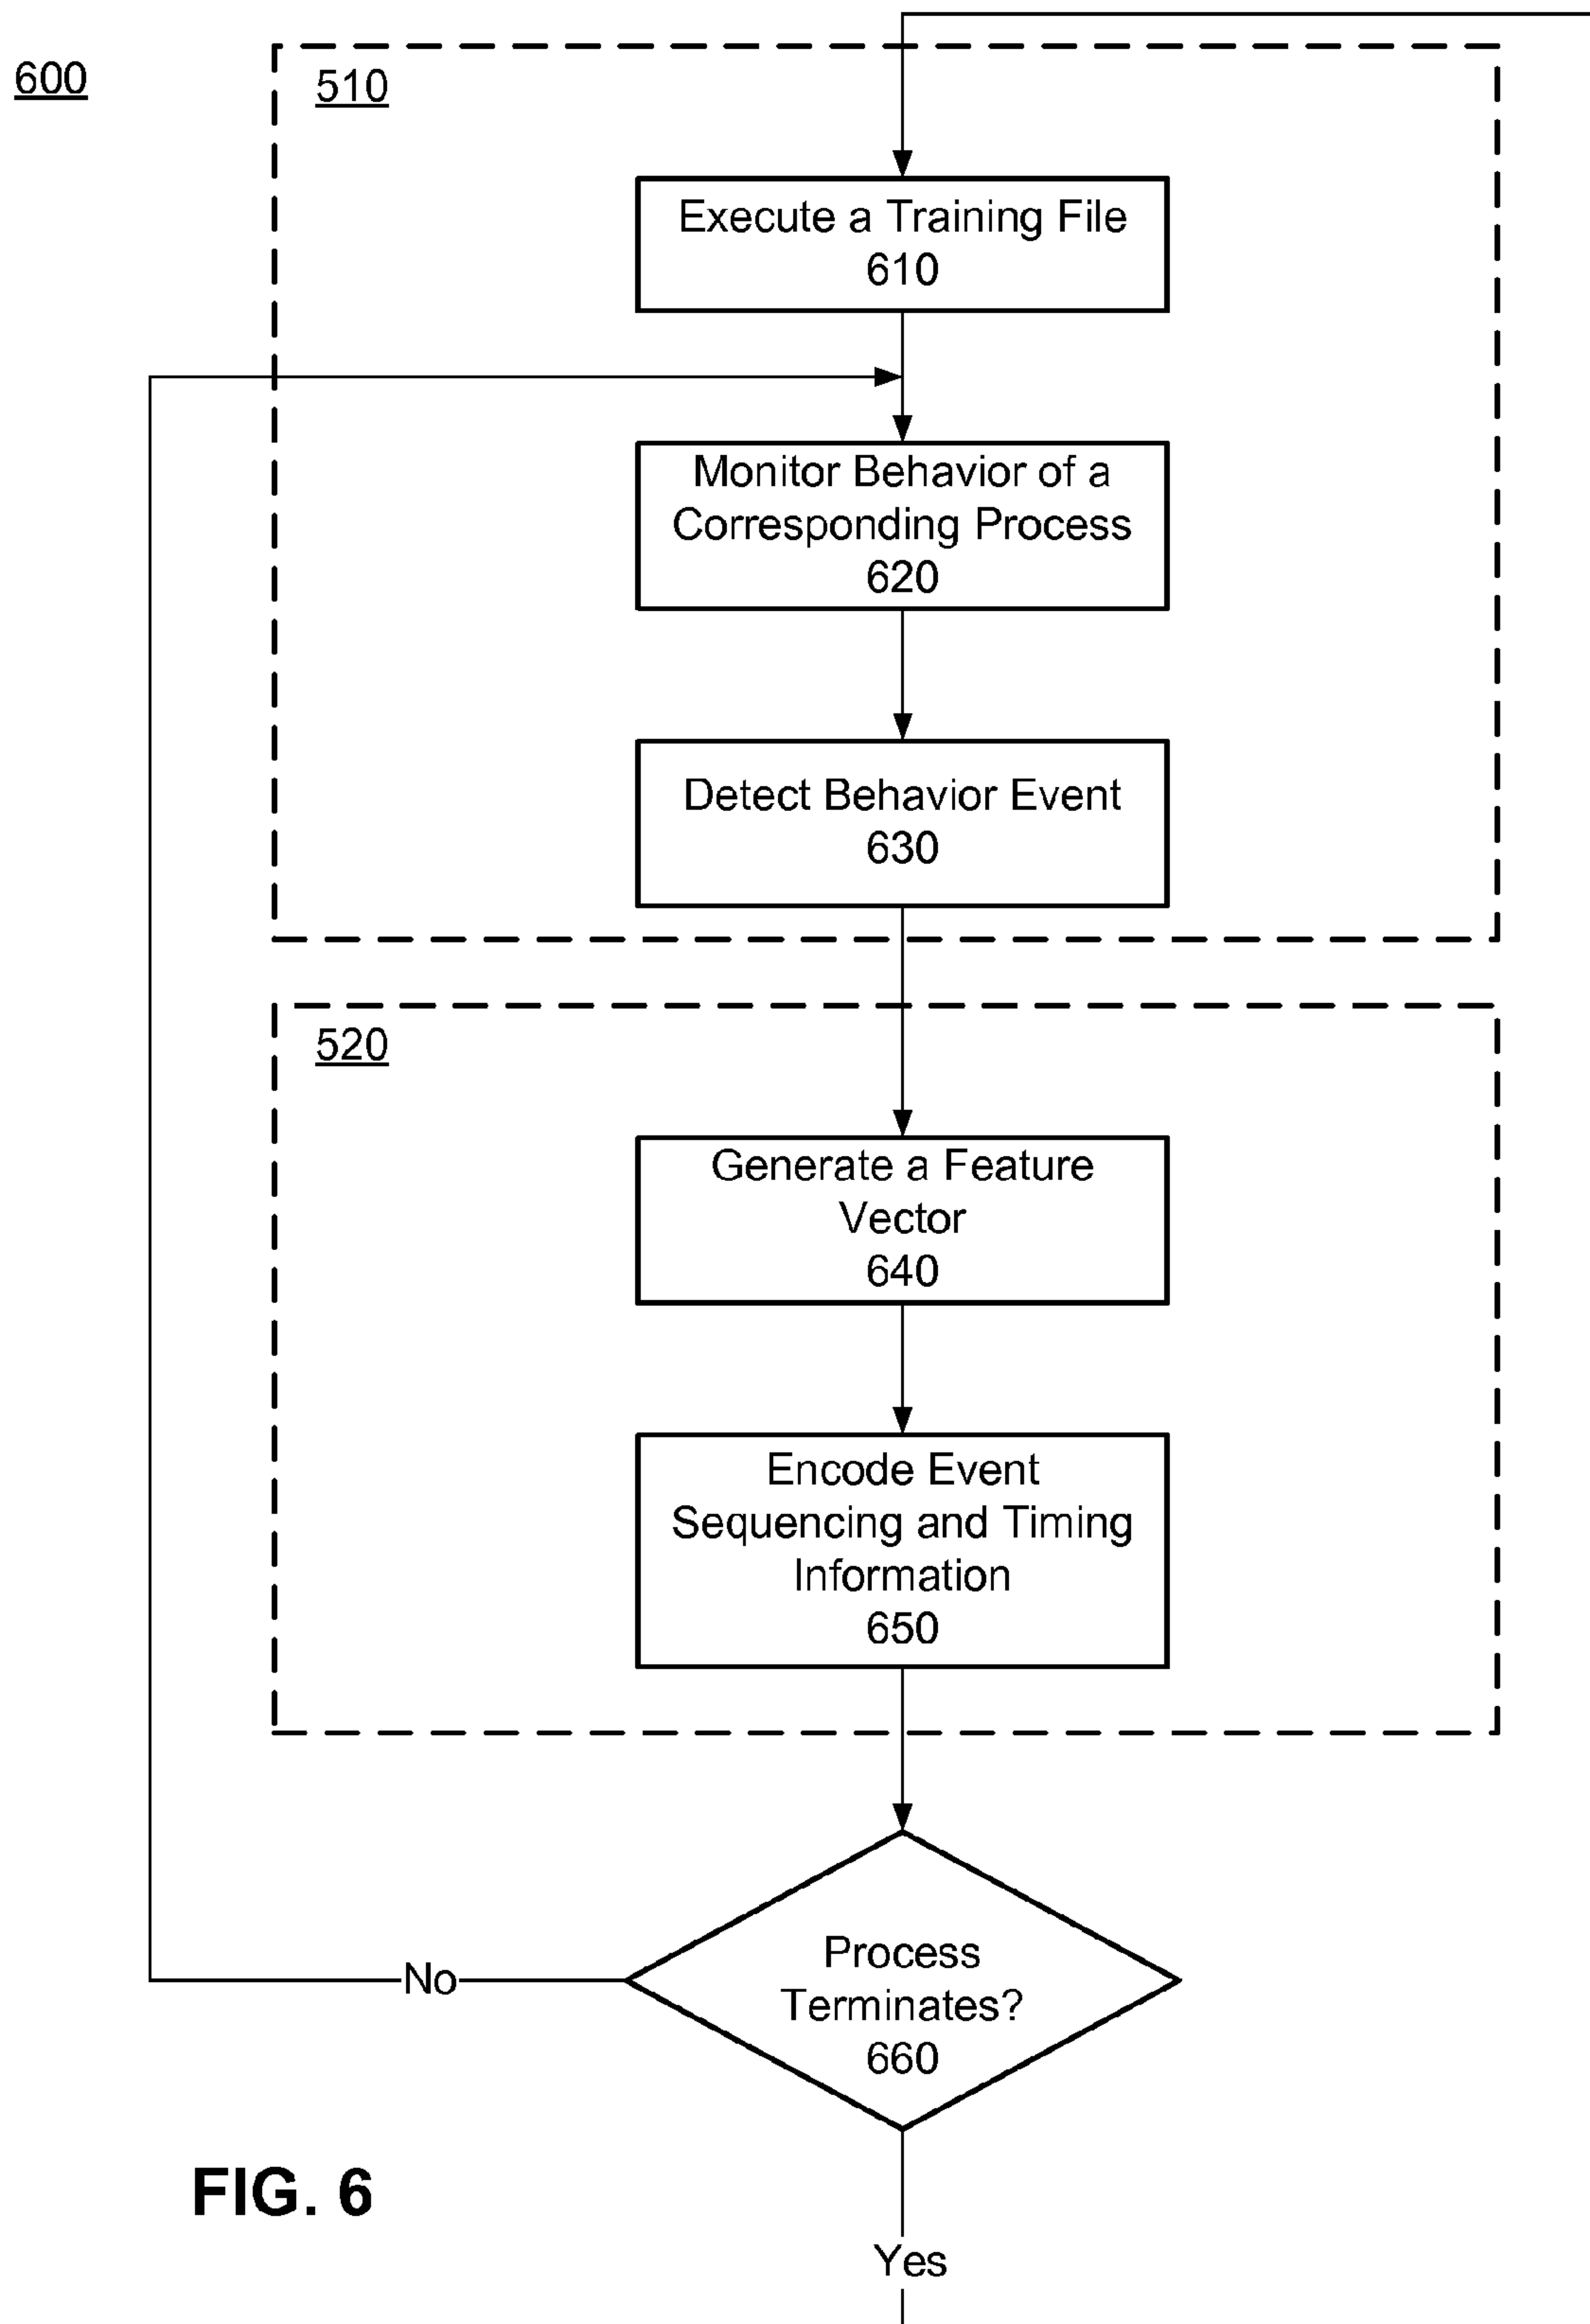 600
510
Execute a Training File
610
Monitor Behavior of a
Corresponding Process
620
Detect Behavior Event
630
520
Generate a Feature
Vector
640
Encode Event
Sequencing and Timing
Information
650
Process
Terminates?
660
No
FIG. 6
Yes